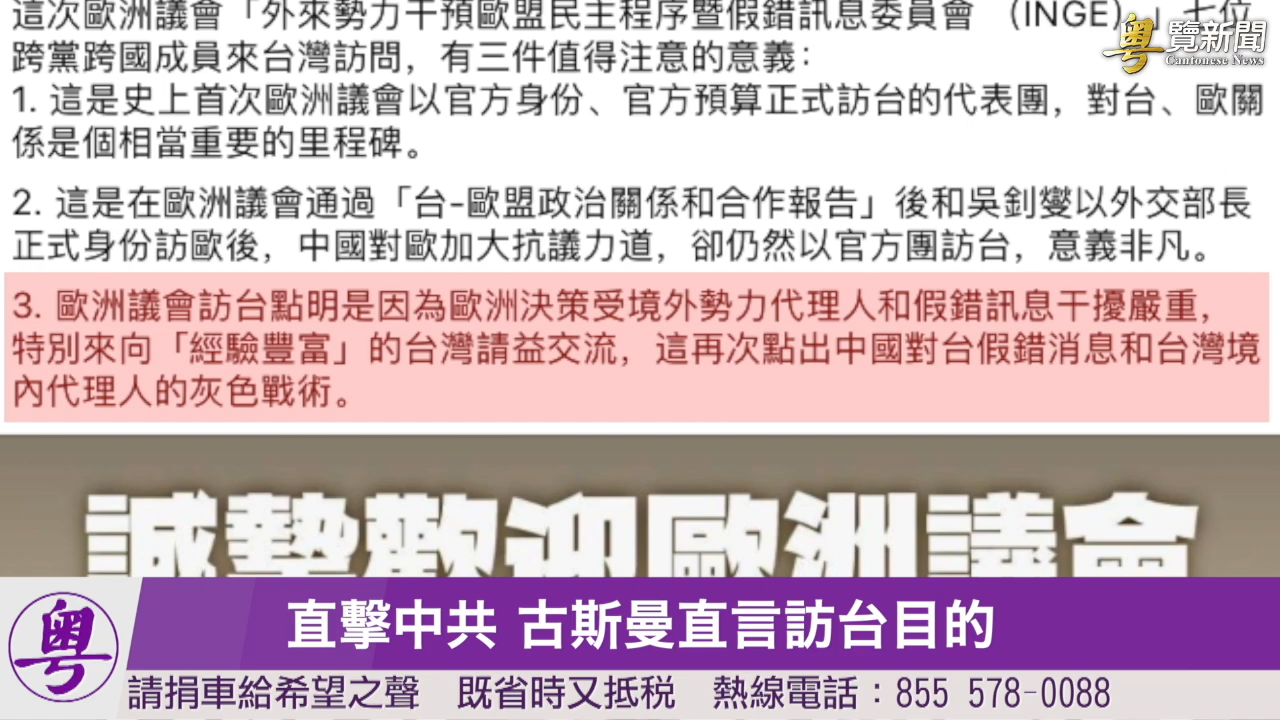 這次歐洲議會「外來勢力干預歐盟民主程序暨假錯訊息委員會 （INGE）」七位
跨黨跨國成員來台灣訪問，有三件值得注意的意義：
1. 這是史上首次歐洲議會以官方身份、官方預算正式訪台的代表團，對台、歐關
係是個相當重要的里程碑。
2. 這是在歐洲議會通過「台-歐盟政治關係和合作報告」後和吳釗燮以外交部長
正式身份訪歐後，中國對歐加大抗議力道，卻仍然以官方團訪台，意義非凡。
3. 歐洲議會訪台點明是因為歐洲決策受境外勢力代理人和假錯訊息干擾嚴重，
特別來向「經驗豐富」的台灣請益交流，這再次點出中國對台假錯消息和台灣境
內代理人的灰色戰術。
粵覽新聞
Cantonese News
誠摯歡迎歐洲議會
粵
直擊中共 古斯曼直言訪台目的
請捐車給希望之聲 既省時又抵税 熱線電話：855 578-0088